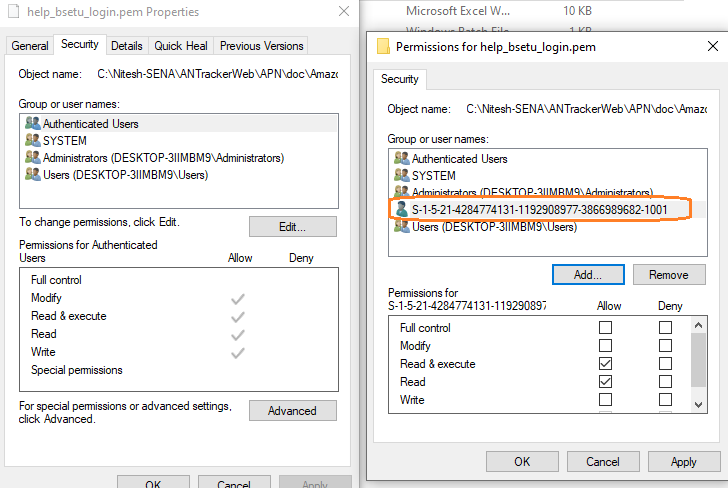 help_bsetu_login.pem Properties
General Security Details Quick Heal Previous Versions
Object name: C:\Nitesh-SENA\ANTrackerWeb\APN\doc\Amazo
Group or user names:
Authenticated Users
SYSTEM
Administrators (DESKTOP-3IIMBM9\Administrators)
Users (DESKTOP-3IIMBM9\Users)
To change permissions, click Edit.
Edit...
Permissions for Authenticated
Users Allow Deny
Full control
Modify
Read & execute
Read
Write
Special permissions
For special permissions or advanced settings,
click Advanced.
Advanced
OK Cancel Apply
Microsoft Excel W... 10 KB
Windows Batch File
Permissions for help_bsetu_login.pem
Security
Object name: C:\Nitesh-SENA\ANTrackerWeb\APN\doc\Amazo
Group or user names:
Authenticated Users
SYSTEM
Administrators (DESKTOP-3IIMBM9\Administrators)
S-1-5-21-4284774131-1192908977-3866989682-1001
Users (DESKTOP-3IIMBM9\Users)
Add... Remove
Permissions for
S-1-5-21-4284774131-119290897 Allow Deny
Full control
Modify
Read & execute
Read
Write
OK Cancel Apply